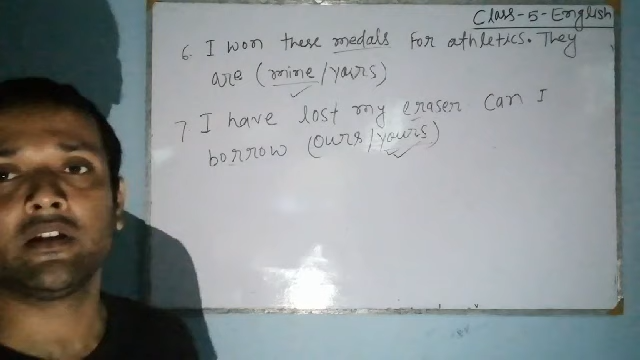 Class-5-English
6. I won these medals for athletics. They
are (mine/yours)
7 I have lost my eraser can I
borrow (ours/yours)